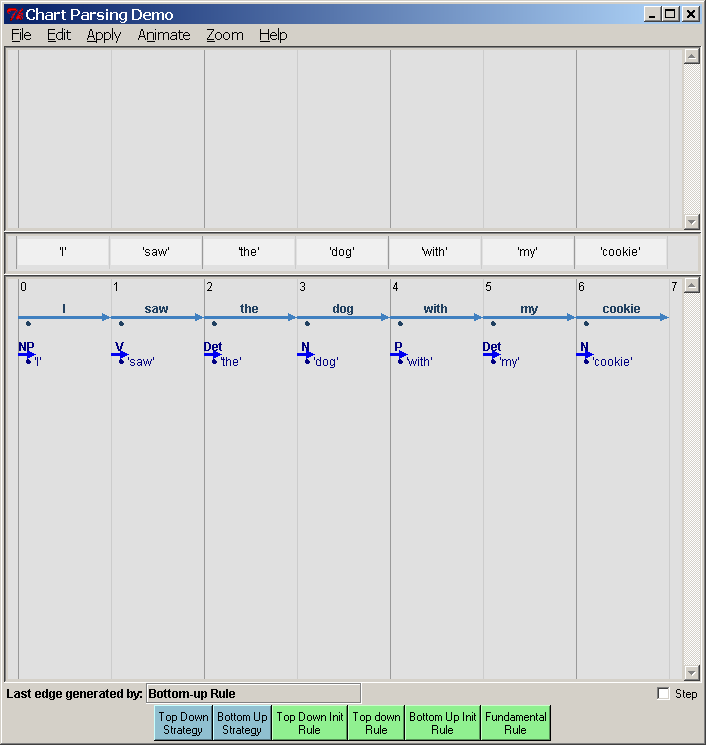 Chart Parsing Demo
File Edit Apply Animate Zoom Help
'I' 'saw' 'the' 'dog' 'with' 'my' 'cookie'
0 1 2 3 4 5 6 7
I saw the dog with my cookie
NP V Det N P Det N
'I' 'saw' 'the' 'dog' 'with' 'my' 'cookie'
Last edge generated by: Bottom-up Rule Step
Top Down Bottom Up Top Down Init Top down Bottom Up Init Fundamental
Strategy Strategy Rule Rule Rule Rule